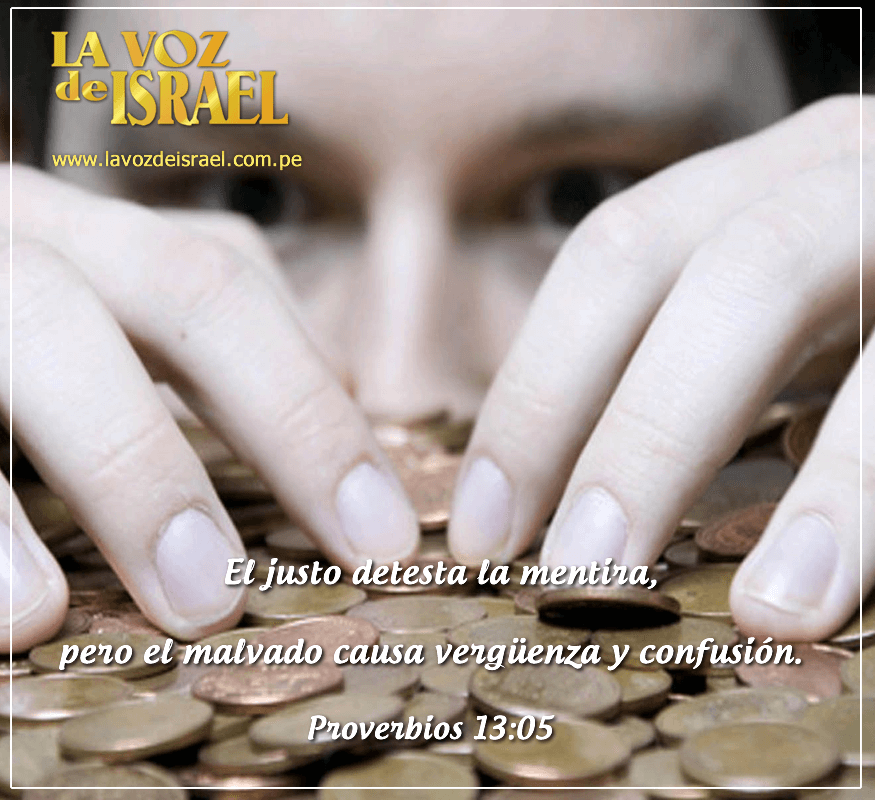 LA VOZ
de ISRAEL
www.lavozdeisrael.com.pe
El justo detesta la mentira,
pero el malvado causa vergüenza y confusión.
Proverbios 13:05